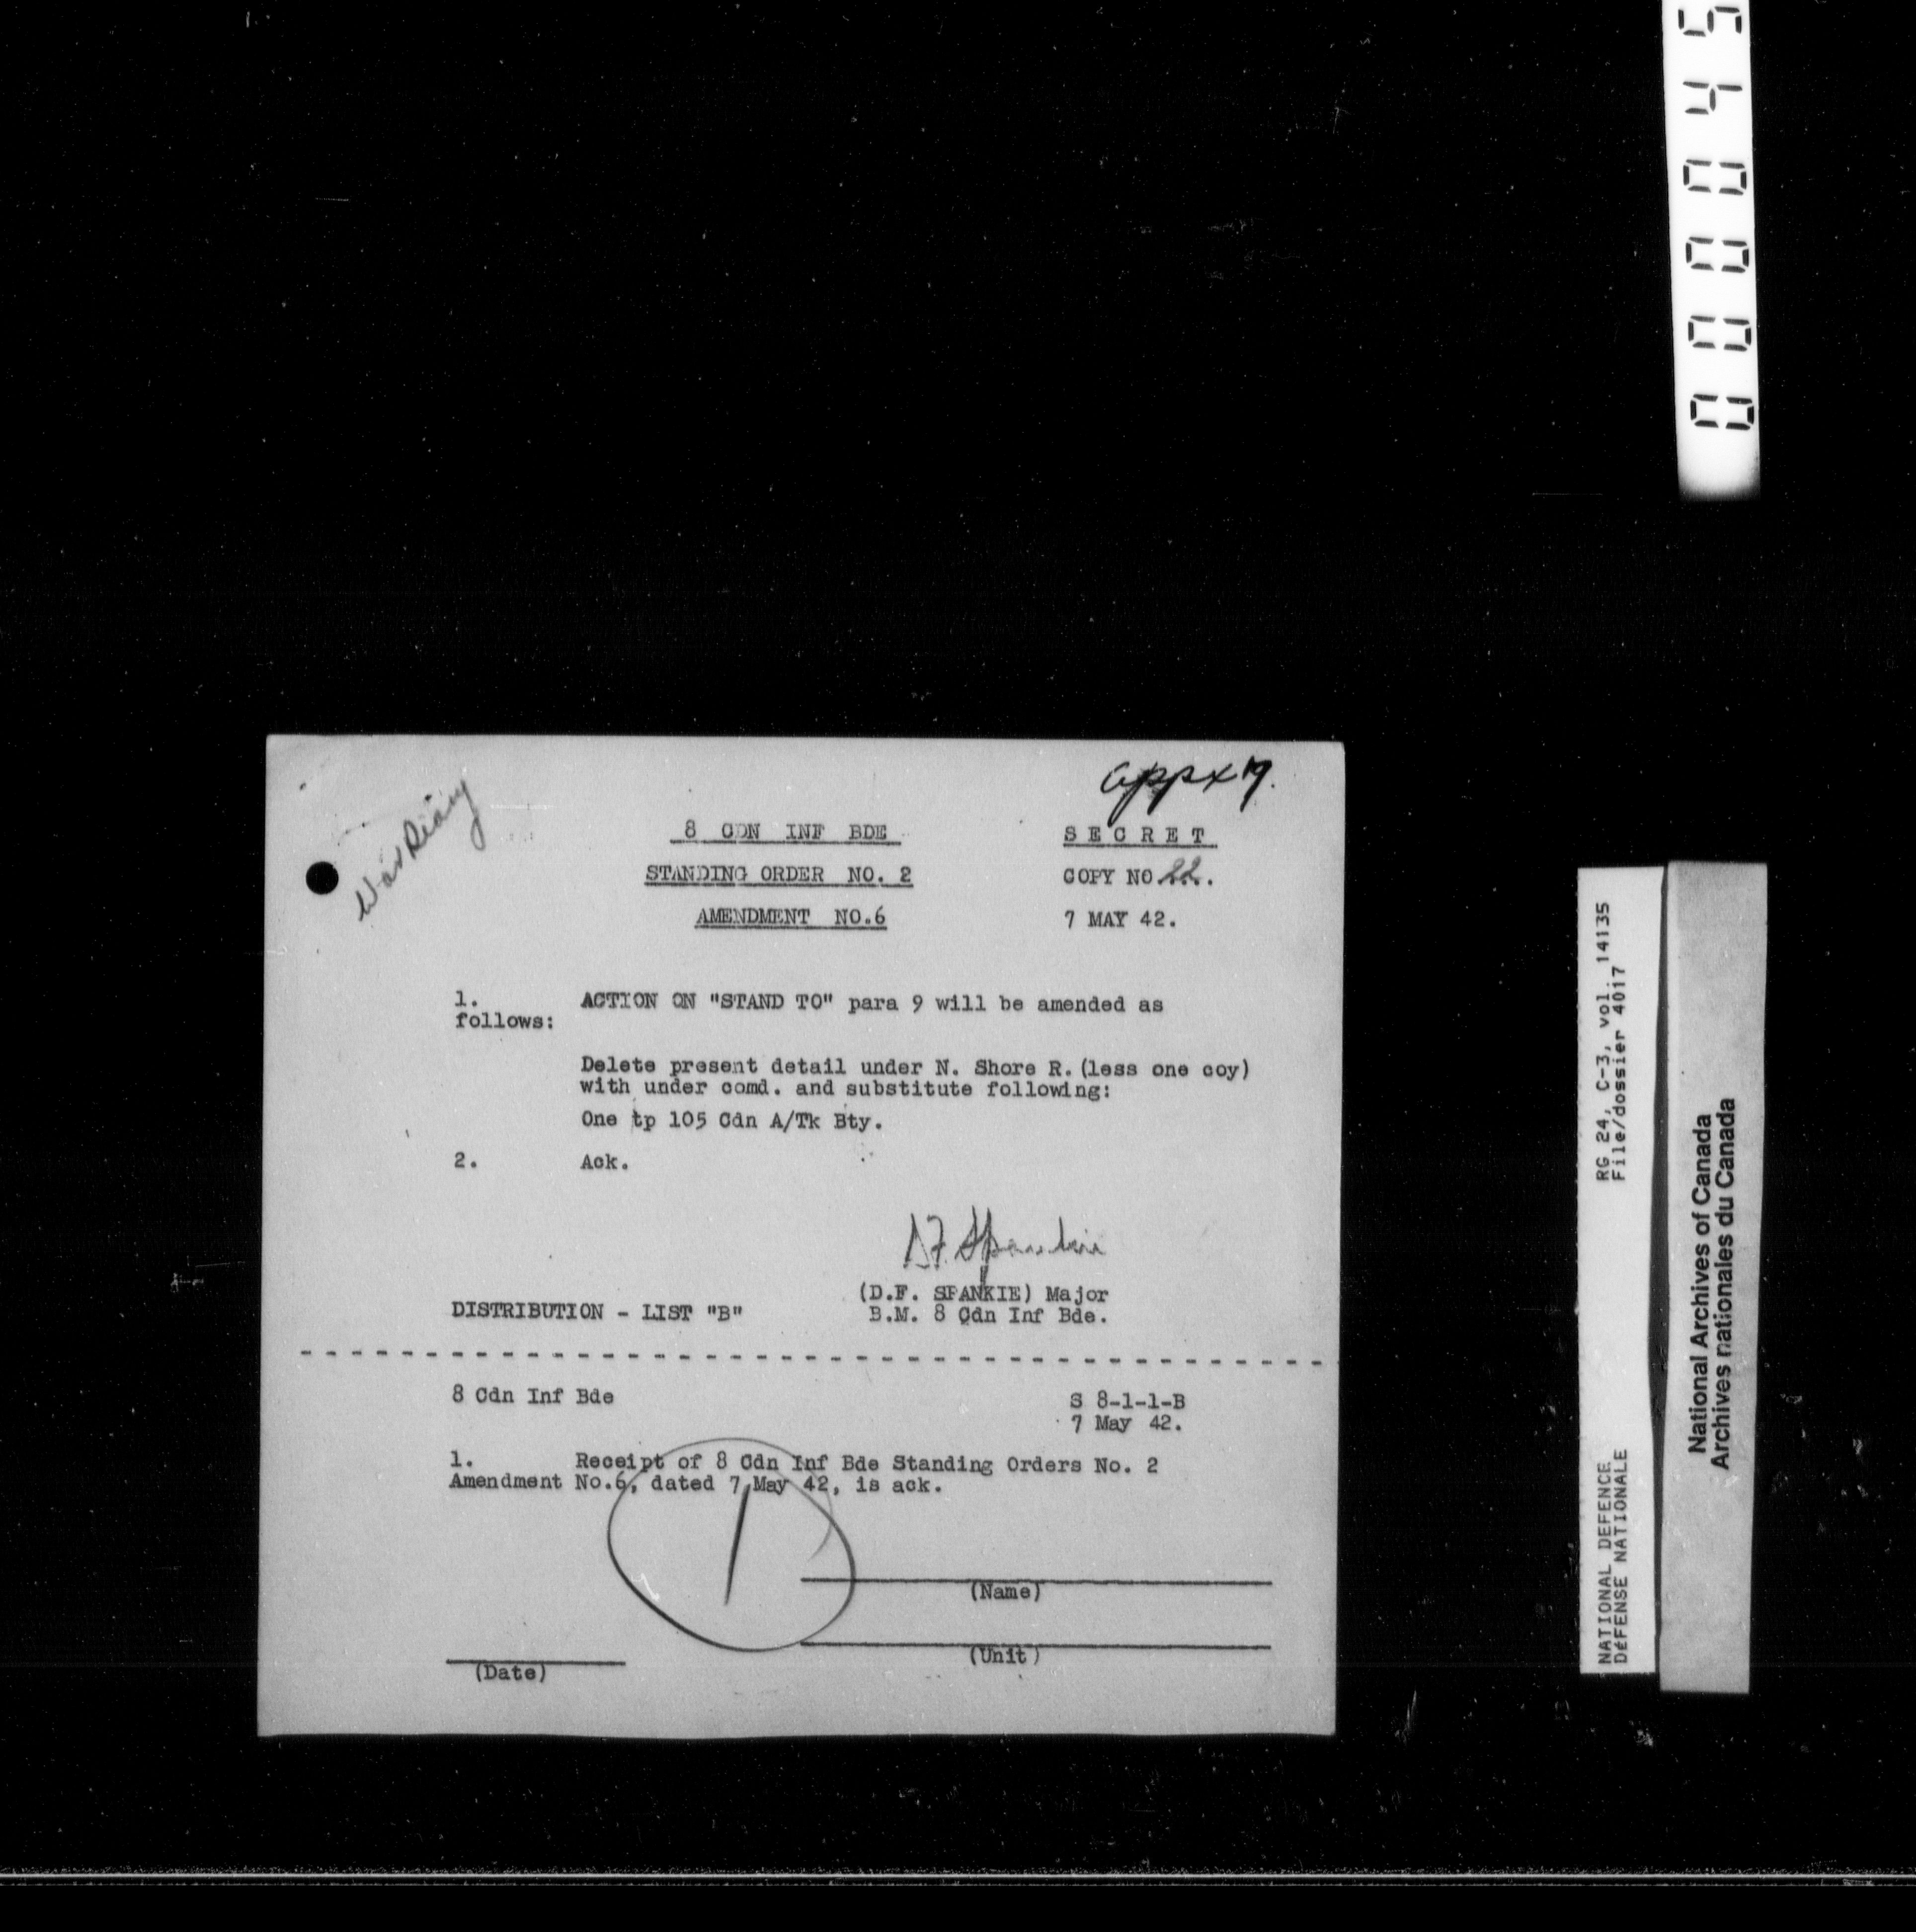 appx 9.
War Diary
8 CDN INF BDE
SECRET
STANDING ORDER NO. 2
COPY NO 22.
AMENDMENT NO.6
7 MAY 42.
1. ACTION ON "STAND TO" para 9 will be amended as
follows:
Delete present detail under N. Shore R. (less one coy)
with under comd. and substitute following:
One tp 105 Cdn A/Tk Bty.
2. Ack.
D.F. Spankie
(D.F. SPANKIE) Major
DISTRIBUTION - LIST "B"
B.M. 8 Cdn Inf Bde.
8 Cdn Inf Bde
S 8-1-1-B
7 May 42.
1. Receipt of 8 Cdn Inf Bde Standing Orders No. 2
Amendment No.6, dated 7 May 42, is ack.
1
(Name)
(Unit)
(Date)
000045
NATIONAL DEFENCE RG 24, C-3, vol. 14135
DéFENSE NATIONALE File/dossier 4017
National Archives of Canada
Archives nationales du Canada